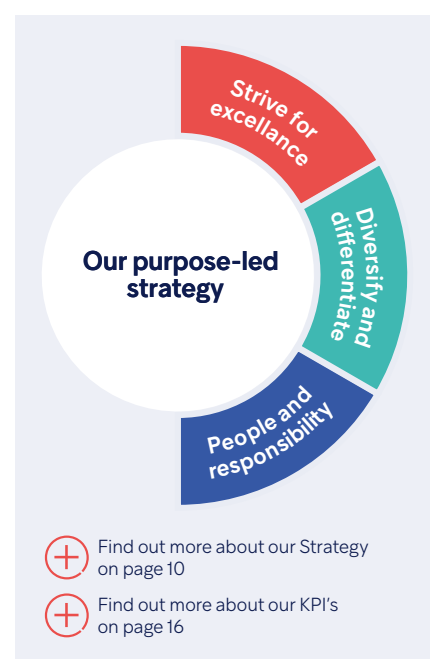 Strive for
excellance
Diversify and
differentiate
Our purpose-led
strategy
People and
responsibility
Find out more about our Strategy
on page 10
Find out more about our KPI's
on page 16